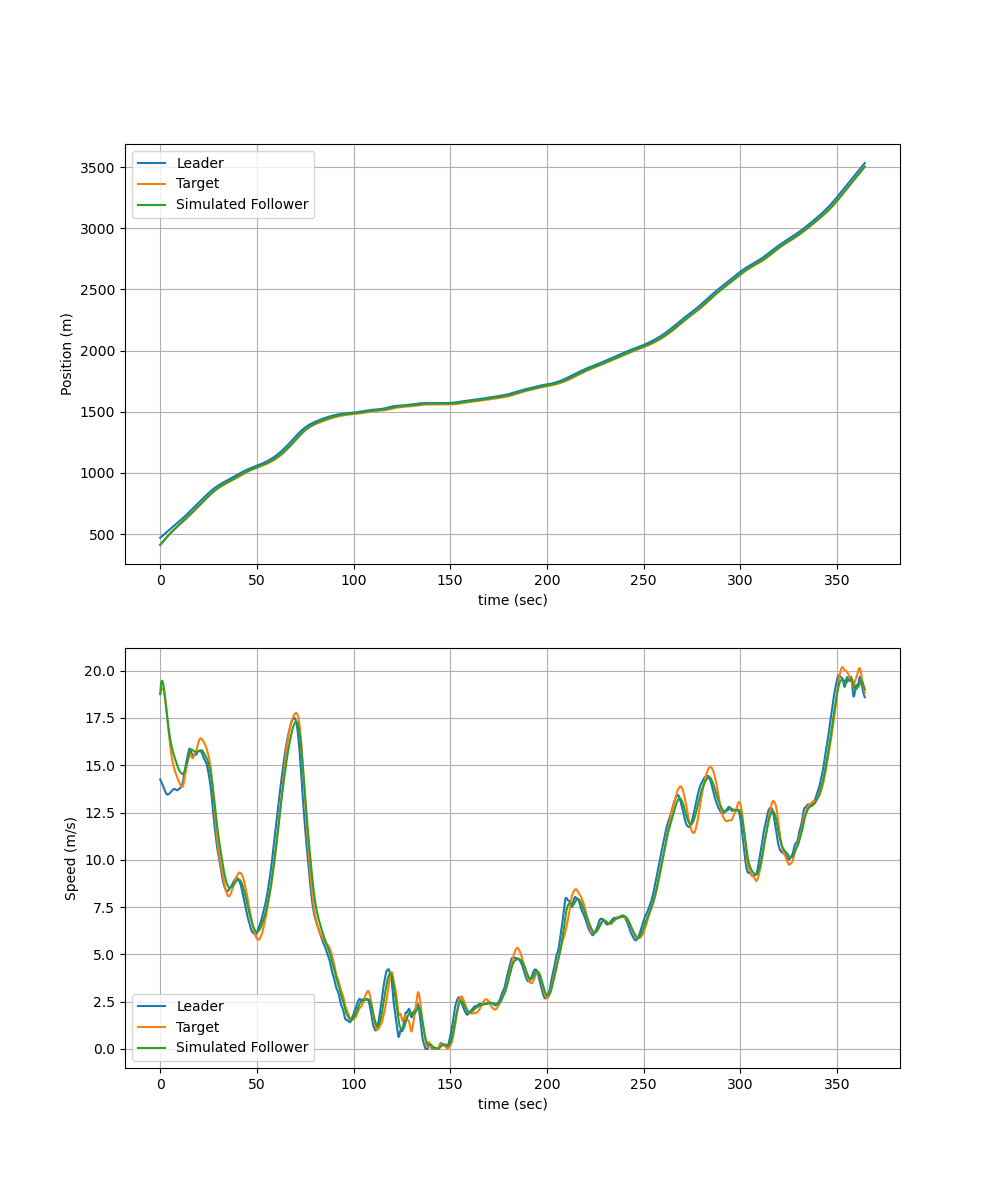 3500
3000
2500
2000
1500
1000
500
Position (m)
Leader
Target
Simulated Follower
0 50 100 150 200 250 300 350
time (sec)
20.0
17.5
15.0
12.5
10.0
7.5
5.0
2.5
0.0
Speed (m/s)
Leader
Target
Simulated Follower
0 50 100 150 200 250 300 350
time (sec)